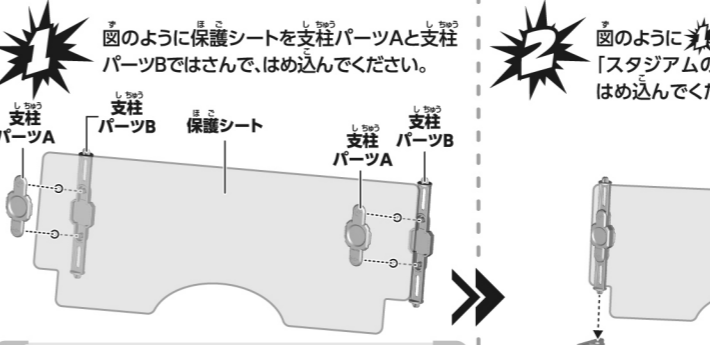 1
図のように保護シートを支柱パーツAと支柱
パーツBではさんで、はめ込んでください。
支柱
パーツA
支柱
パーツB
保護シート
支柱
パーツA
支柱
パーツB
2
図のように
「スタジアムの
はめ込んでくだ